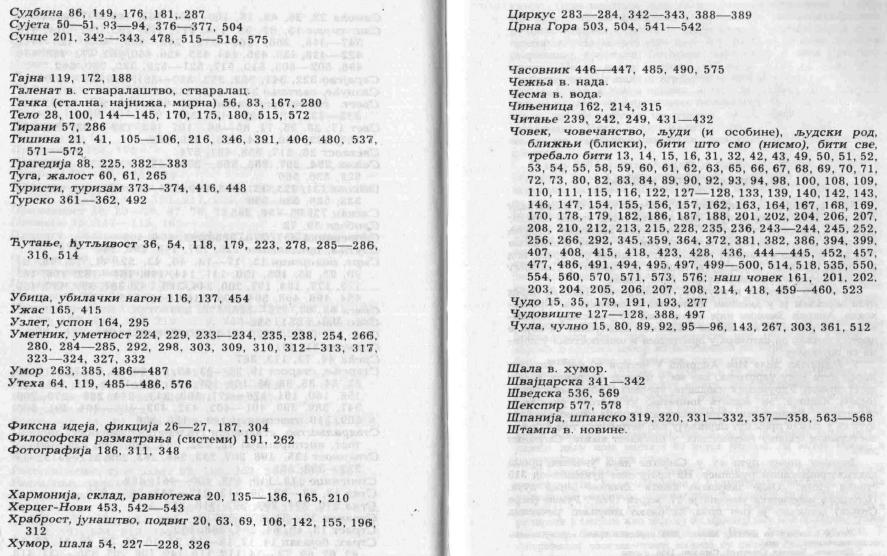 Судбина 86, 149, 176, 181, 287
Сујета 50—51, 93—94, 376—377, 504
Сунце 201, 342—343, 478, 515—516, 575
Тајна 119, 172, 188
Таленат в. стваралаштво, стваралац.
Тачка (стална, најнижа, мирна) 56, 83, 167, 280
Тело 28, 100, 144—145, 170, 175, 180, 515, 572
Тирани 57, 286
Тишина 21, 41, 105—106, 216, 346, 391, 406, 480, 537,
571—572
Трагедија 88, 225, 382—383
Туга, жалост 60, 61, 265
Туристи, туризам 373—374, 416, 448
Турско 361—362, 492
Ћутање, ћутљивост 36, 54, 118, 179, 223, 278, 285—286,
316, 514
Убица, убилачки нагон 116, 137, 454
Ужас 165, 415
Узлет, успон 164, 295
Уметник, уметност 224, 229, 233—234, 235, 238, 254, 266,
280, 284—285, 292, 298, 303, 309, 310, 312—313, 317,
323—324, 327, 332
Умор 263, 385, 486—487
Утеха 64, 119, 485—486, 576
Фиксна идеја, фикција 26—27, 187, 304
Филозофска разматрања (системи) 191, 262
Фотографија 186, 311, 348
Хармонија, склад, равнотежа 20, 135—136, 165, 210
Херцег-Нови 453, 542—543
Храброст, јунаштво, подвиг 20, 63, 69, 106, 142, 155, 196,
312
Хумор, шала 54, 227—228, 326
Циркус 283—284, 342—343, 388—389
Црна Гора 503, 504, 541—542
Часовник 446—447, 485, 490, 575
Чежња в. нада.
Чесма в. вода.
Чињеница 162, 214, 315
Читање 239, 242, 249, 431—432
Човек, човечанство, људи (и особине), људски род,
ближњи (блиски), бити што смо (нисмо), бити све,
требало бити 13, 14, 15, 16, 31, 32, 42, 43, 49, 50, 51, 52,
53, 54, 55, 58, 59, 60, 61, 62, 63, 65, 66, 67, 68, 69, 70, 71,
72, 73, 80, 82, 83, 84, 89, 90, 92, 93, 94, 98, 100, 108, 109,
110, 111, 115, 116, 122, 127—128, 133, 139, 140, 142, 143,
146, 147, 154, 155, 156, 157, 162, 163, 164, 167, 168, 169,
170, 178, 179, 182, 186, 187, 188, 201, 202, 204, 206, 207,
208, 210, 212, 213, 215, 228, 235, 236, 243—244, 245, 252,
256, 266, 292, 345, 359, 364, 372, 381, 382, 386, 394, 399,
407, 408, 415, 418, 423, 428, 436, 444—445, 452, 457,
477, 486, 491, 494, 495, 497, 499—500, 514, 518, 535, 550,
554, 560, 570, 571, 573, 576; наш човек 161, 201, 202,
203, 204, 205, 206, 207, 208, 214, 418, 459—460, 523
Чудо 15, 35, 179, 191, 193, 277
Чудовиште 127—128, 388, 497
Чула, чулно 15, 80, 89, 92, 95—96, 143, 267, 303, 361, 512
Шала в. хумор.
Швајцарска 341—342
Шведска 536, 569
Шекспир 577, 578
Шпанија, шпанско 319, 320, 331—332, 357—358, 563—568
Штампа в. новине.